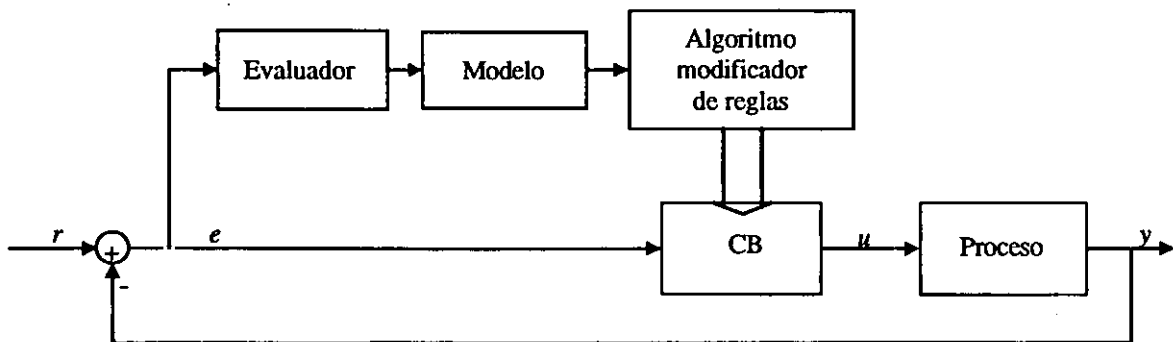 Evaluador
Modelo
Algoritmo
modificador
de reglas
r
+
-
e
CB
u
Proceso
y